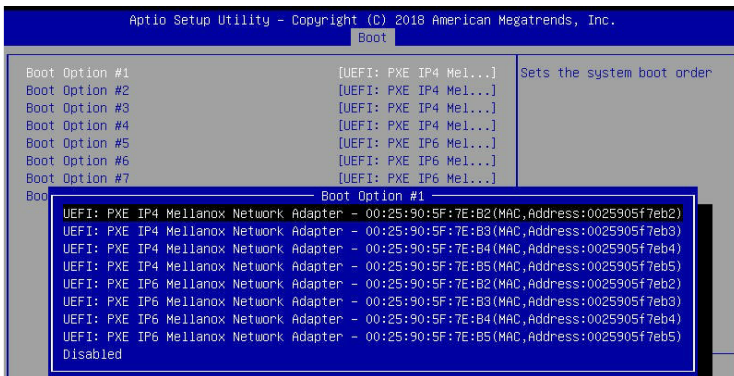 Aptio Setup Utility – Copyright (C) 2018 American Megatrends, Inc.
Boot
Boot Option #1 [UEFI: PXE IP4 Mel...] Sets the system boot order
Boot Option #2 [UEFI: PXE IP4 Mel...]
Boot Option #3 [UEFI: PXE IP4 Mel...]
Boot Option #4 [UEFI: PXE IP4 Mel...]
Boot Option #5 [UEFI: PXE IP6 Mel...]
Boot Option #6 [UEFI: PXE IP6 Mel...]
Boot Option #7 [UEFI: PXE IP6 Mel...]
Boo
Boot Option #1
UEFI: PXE IP4 Mellanox Network Adapter – 00:25:90:5F:7E:B2(MAC,Address:0025905f7eb2)
UEFI: PXE IP4 Mellanox Network Adapter – 00:25:90:5F:7E:B3(MAC,Address:0025905f7eb3)
UEFI: PXE IP4 Mellanox Network Adapter – 00:25:90:5F:7E:B4(MAC,Address:0025905f7eb4)
UEFI: PXE IP4 Mellanox Network Adapter – 00:25:90:5F:7E:B5(MAC,Address:0025905f7eb5)
UEFI: PXE IP6 Mellanox Network Adapter – 00:25:90:5F:7E:B2(MAC,Address:0025905f7eb2)
UEFI: PXE IP6 Mellanox Network Adapter – 00:25:90:5F:7E:B3(MAC,Address:0025905f7eb3)
UEFI: PXE IP6 Mellanox Network Adapter – 00:25:90:5F:7E:B4(MAC,Address:0025905f7eb4)
UEFI: PXE IP6 Mellanox Network Adapter – 00:25:90:5F:7E:B5(MAC,Address:0025905f7eb5)
Disabled